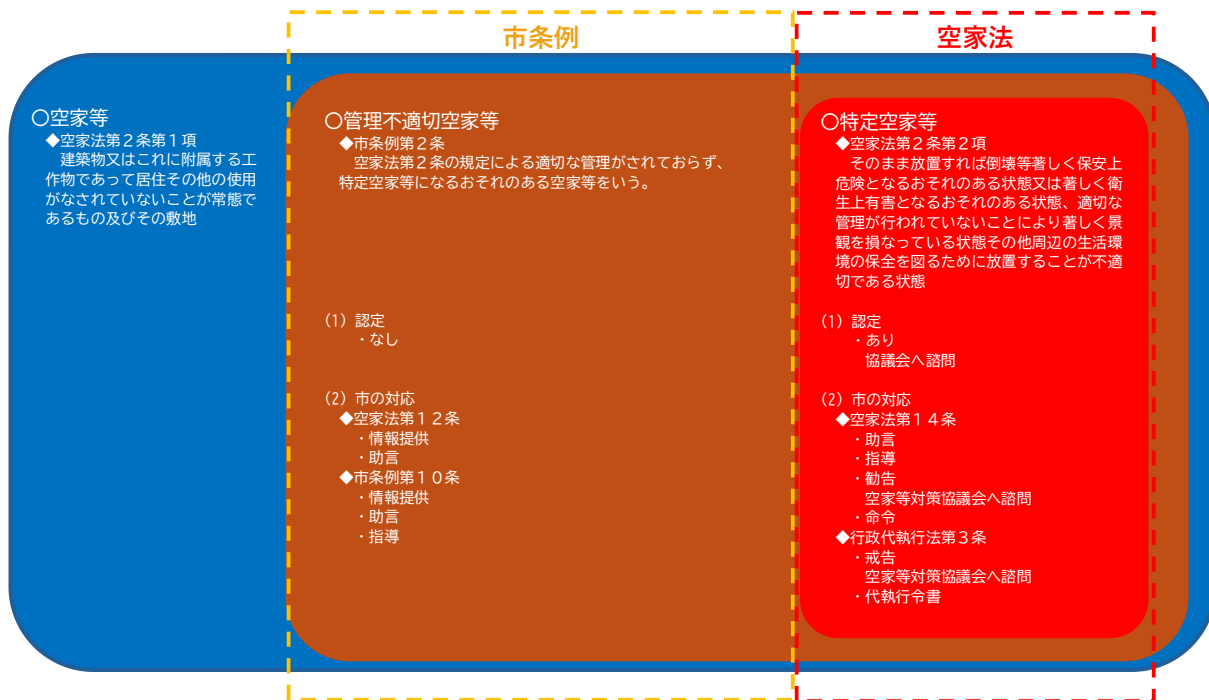 市条例
空家法
〇空家等
◆空家法第2条第1項
建築物又はこれに附属する工
作物であって居住その他の使用
がなされていないことが常態で
あるもの及びその敷地
〇管理不適切空家等
◆市条例第2条
空家法第2条の規定による適切な管理がされておらず、
特定空家等になるおそれのある空家等をいう。
(1) 認定
・なし
(2) 市の対応
◆空家法第12条
・情報提供
・助言
◆市条例第10条
・情報提供
・助言
・指導
〇特定空家等
◆空家法第2条第2項
そのまま放置すれば倒壊等著しく保安上
危険となるおそれのある状態又は著しく衛
生上有害となるおそれのある状態、適切な
管理が行われていないことにより著しく景
観を損なっている状態その他周辺の生活環
境の保全を図るために放置することが不適
切である状態
(1) 認定
・あり
協議会へ諮問
(2) 市の対応
◆空家法第14条
・助言
・指導
・勧告
空家等対策協議会へ諮問
・命令
◆行政代執行法第3条
・戒告
空家等対策協議会へ諮問
・代執行令書